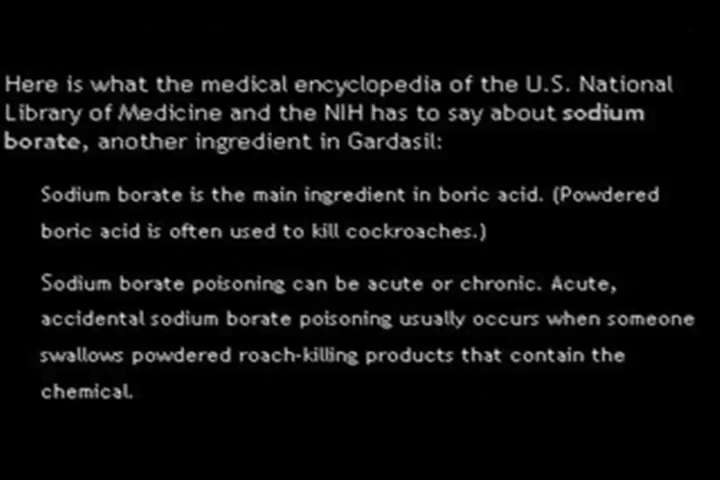 Here is what the medical encyclopedia of the U.S. National
Library of Medicine and the NIH has to say about sodium
borate, another ingredient in Gardasil:
Sodium borate is the main ingredient in boric acid. (Powdered
boric acid is often used to kill cockroaches.)
Sodium borate poisoning can be acute or chronic. Acute,
accidental sodium borate poisoning usually occurs when someone
swallows powdered roach-killing products that contain the
chemical.